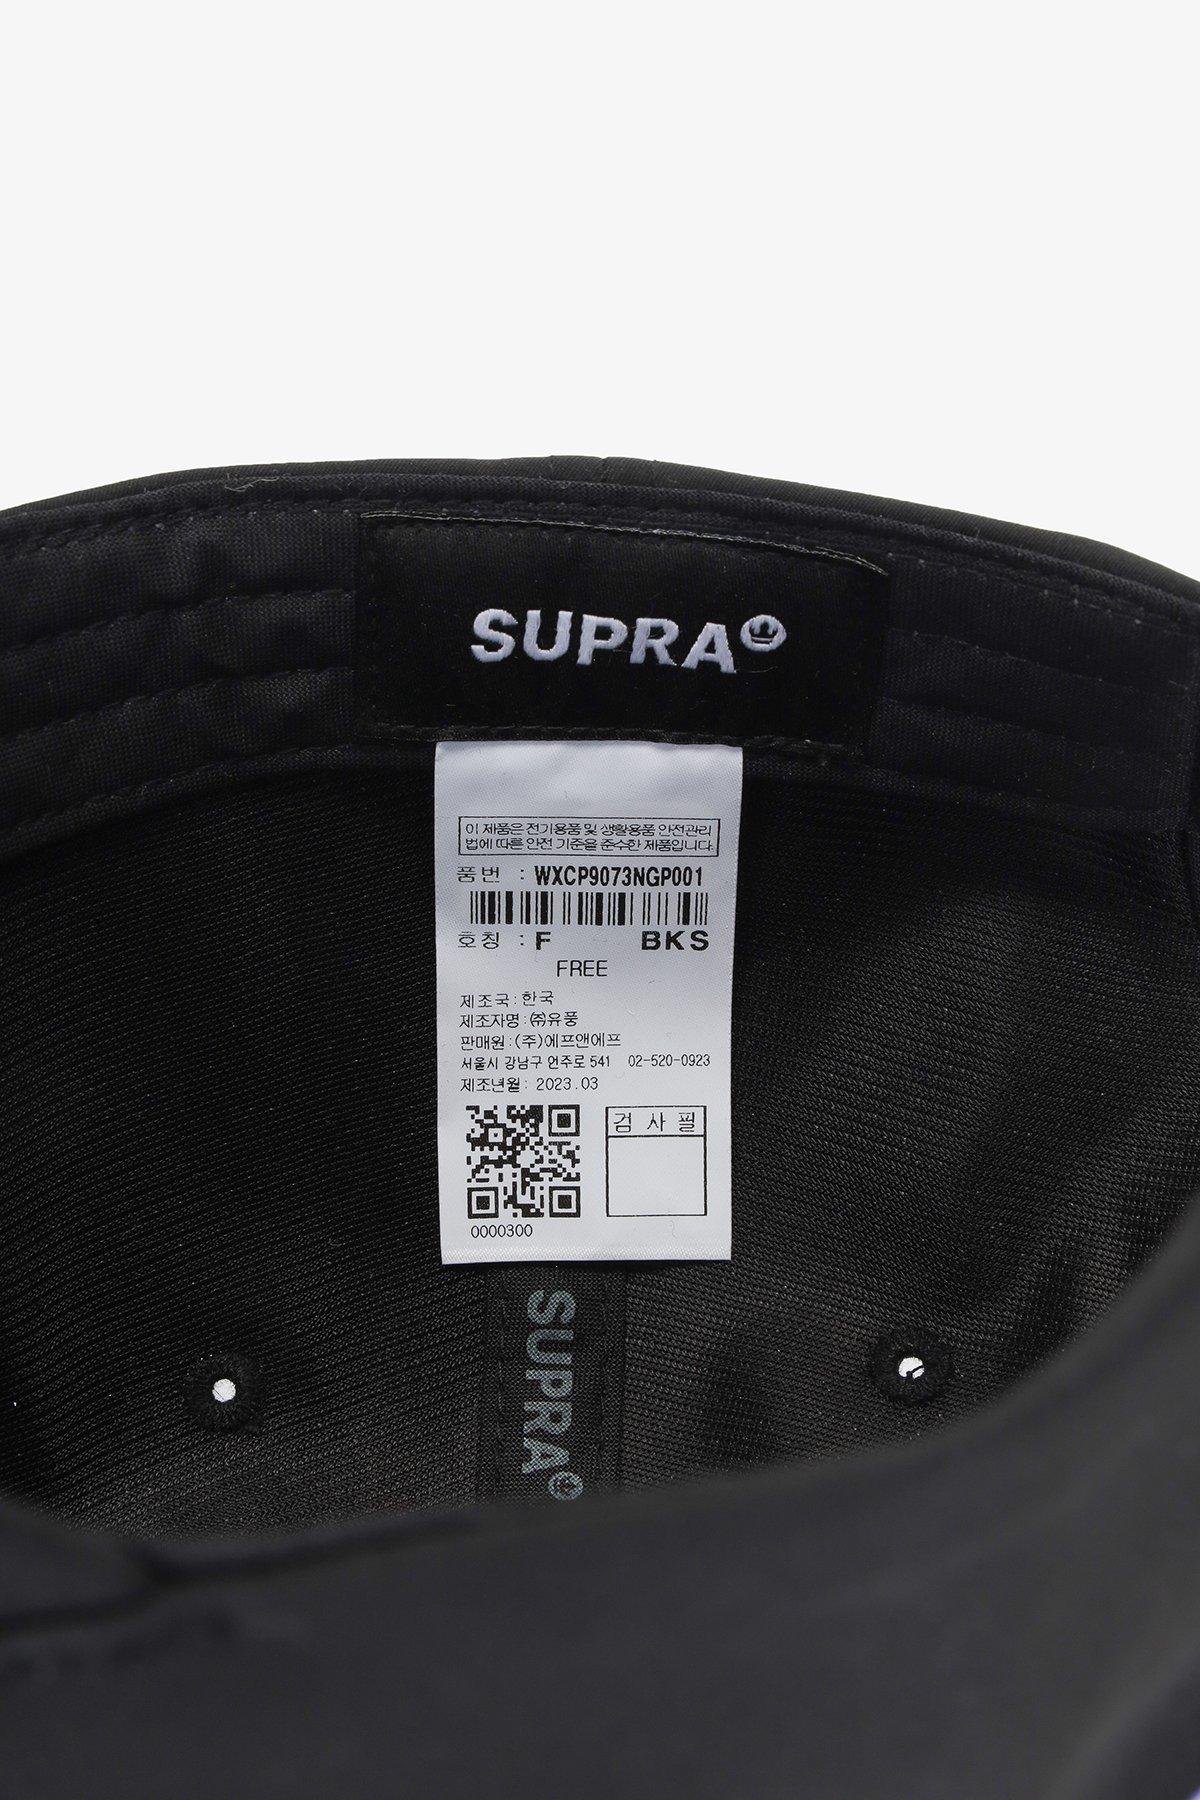 SUPRA
이 제품은 전기용품 및 생활용품 안전관리
법에 따른 안전 기준을 준수한 제품입니다.
품번 : WXCP9073NGP001
호칭 : F BKS
FREE
제조국 : 한국
제조자명 : ㈜유풍
판매원 : (주)에프앤에프
서울시 강남구 언주로 541 02-520-0923
제조년월 : 2023.03
검사필
0000300
SUPRA